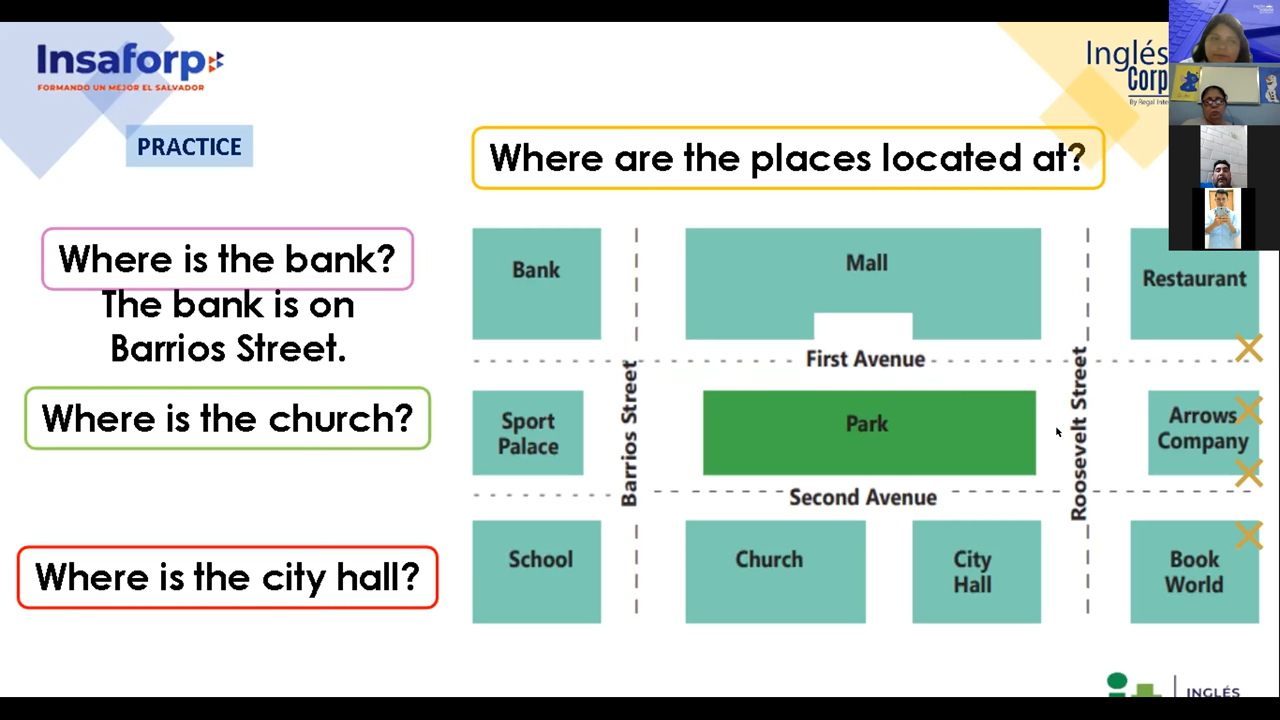 Insaforp
FORMANDO UN MEJOR EL SALVADOR
Inglés
Corp
PRACTICE
Where are the places located at?
Where is the bank?
The bank is on
Barrios Street.
Where is the church?
Where is the city hall?
Bank
Mall
Restaurant
First Avenue
Barrios Street
Roosevelt Street
Sport
Palace
Park
Arrows
Company
Second Avenue
School
Church
City
Hall
Book
World
INGLÉS